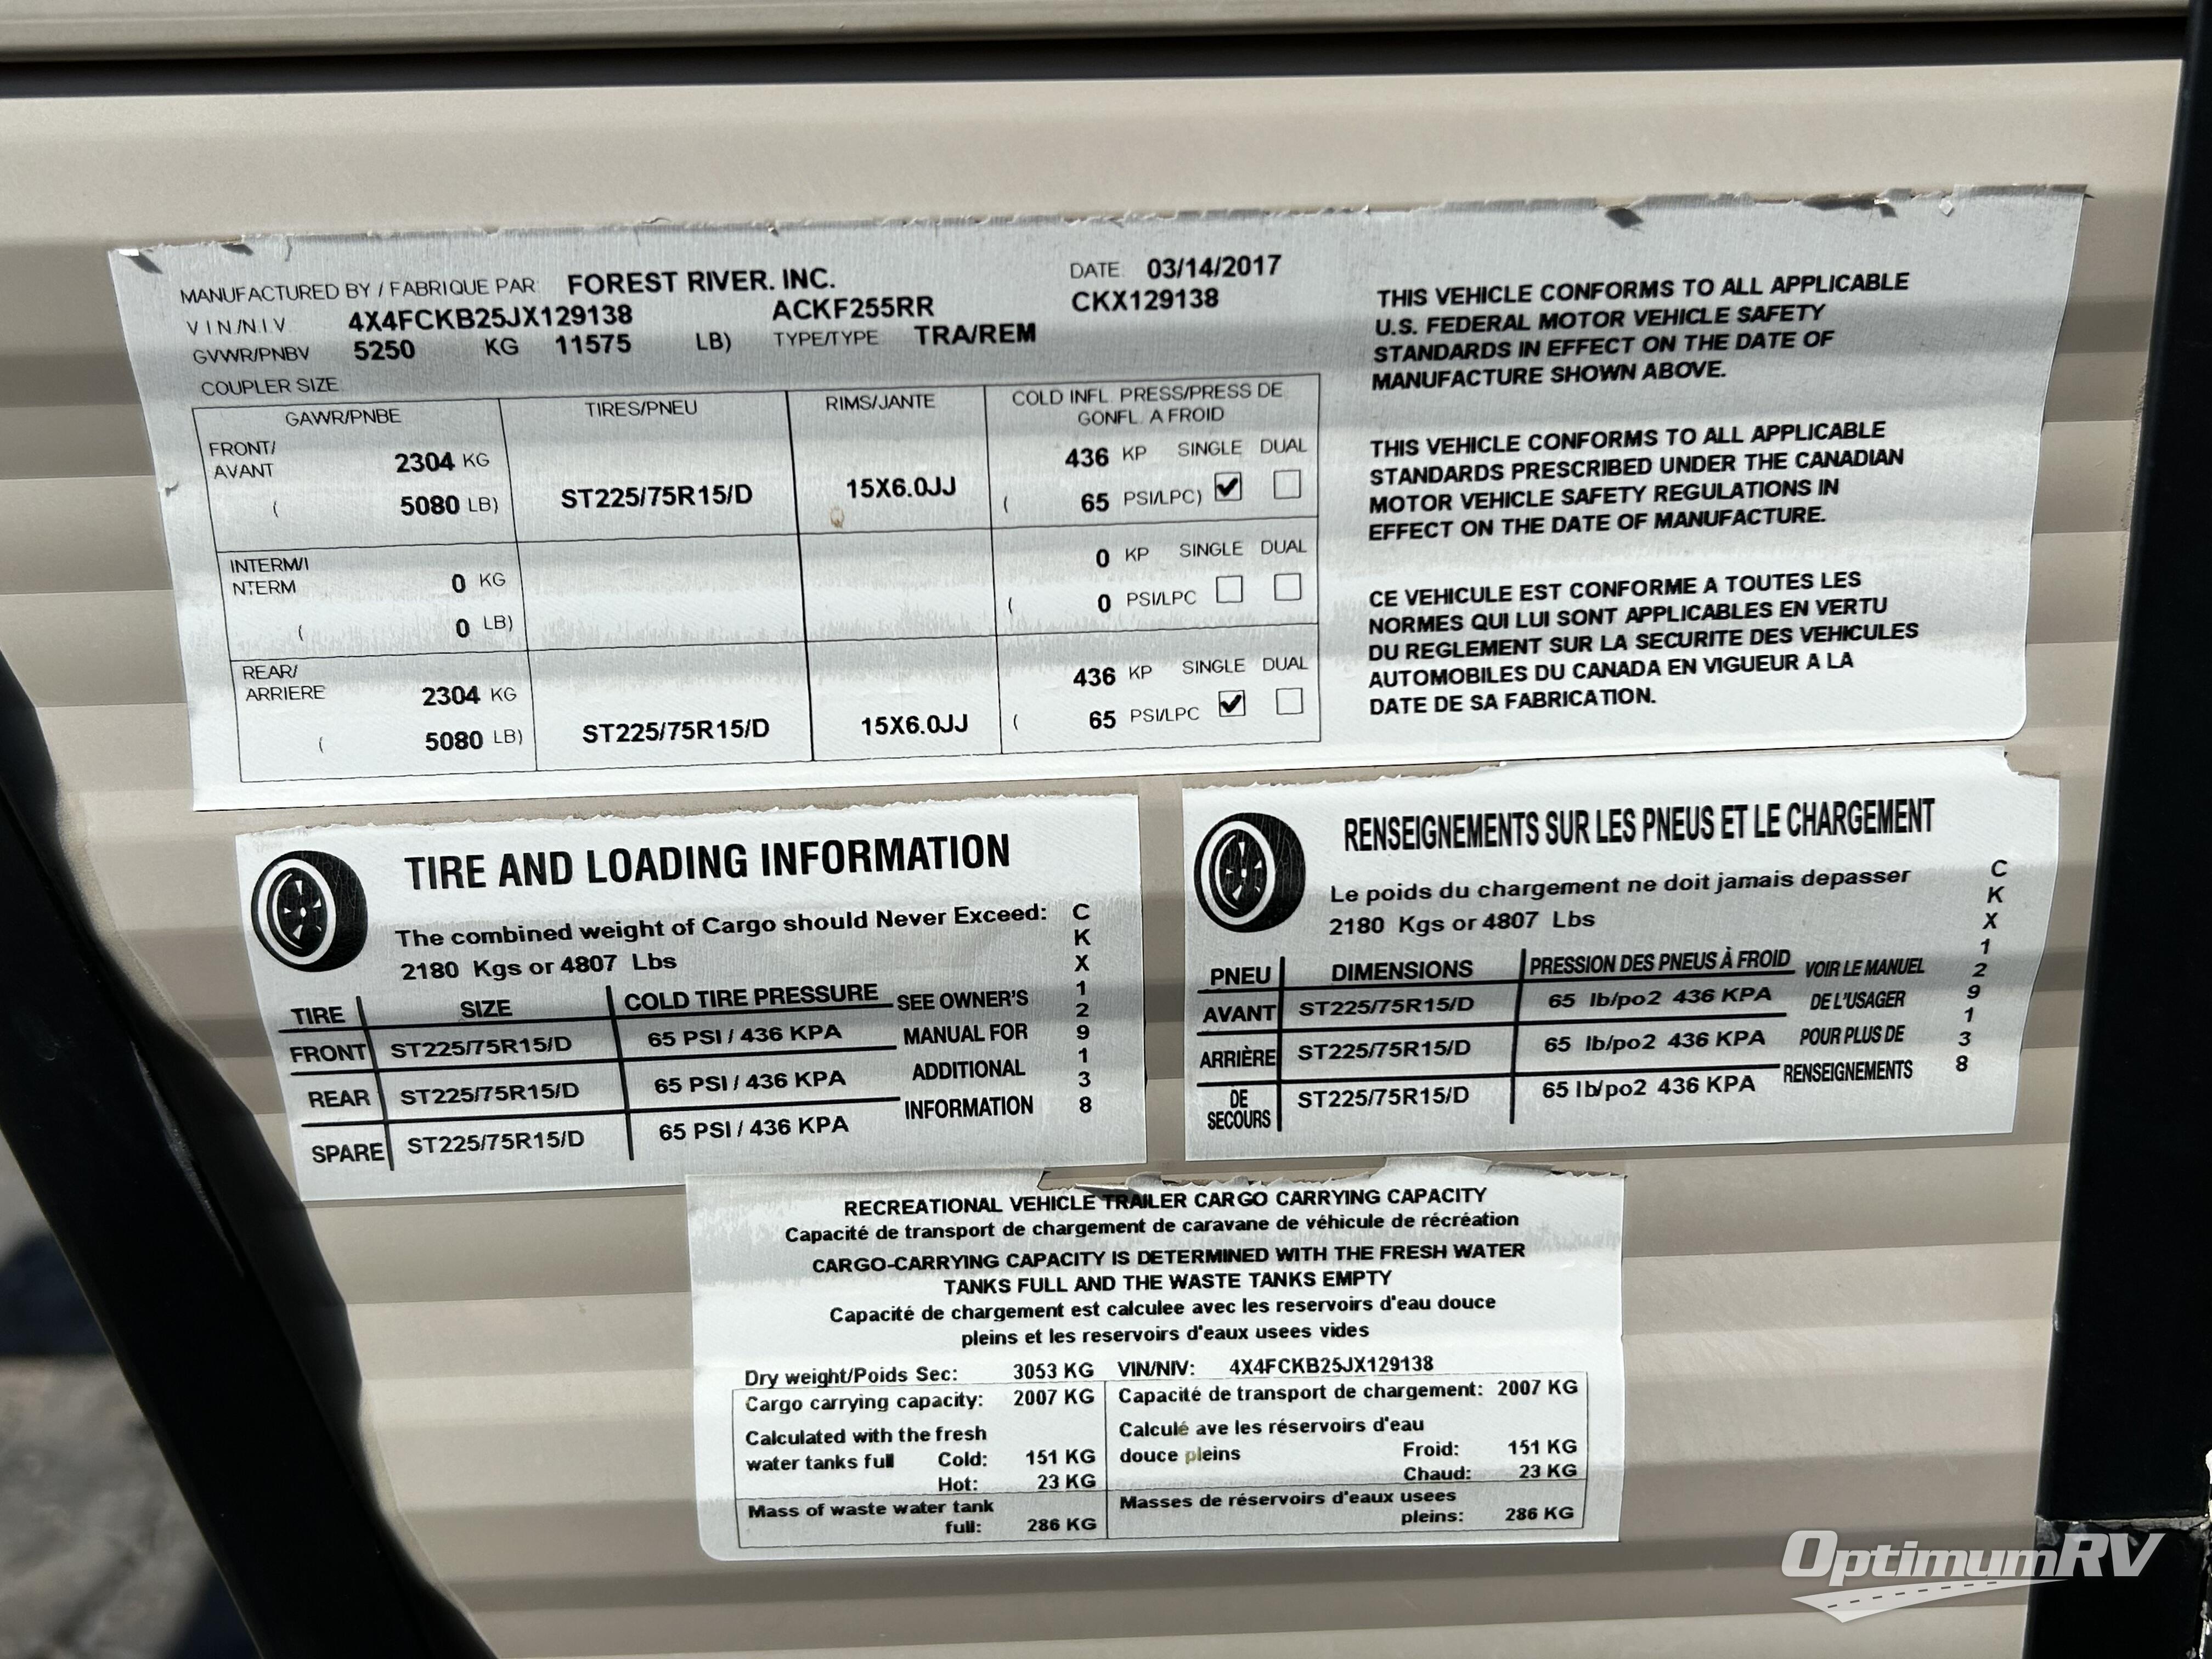 MANUFACTURED BY / FABRIQUE PAR FOREST RIVER. INC. DATE 03/14/2017
VIN/N.I.V 4X4FCKB25JX129138 ACKF255RR CKX129138
GVWR/PNBV 5250 KG 11575 LB) TYPE/TYPE TRA/REM
COUPLER SIZE
GAWR/PNBE TIRES/PNEU RIMS/JANTE COLD INFL. PRESS/PRESS DE
GONFL. A FROID
FRONT/
AVANT 2304 KG 436 KP SINGLE DUAL
( 5080 LB) ST225/75R15/D 15X6.0JJ ( 65 PSI/LPC)
INTERM/I
NTERM 0 KG 0 KP SINGLE DUAL
( 0 LB) ( 0 PSI/LPC
REAR/
ARRIERE 2304 KG 436 KP SINGLE DUAL
( 5080 LB) ST225/75R15/D 15X6.0JJ ( 65 PSI/LPC
THIS VEHICLE CONFORMS TO ALL APPLICABLE
U.S. FEDERAL MOTOR VEHICLE SAFETY
STANDARDS IN EFFECT ON THE DATE OF
MANUFACTURE SHOWN ABOVE.
THIS VEHICLE CONFORMS TO ALL APPLICABLE
STANDARDS PRESCRIBED UNDER THE CANADIAN
MOTOR VEHICLE SAFETY REGULATIONS IN
EFFECT ON THE DATE OF MANUFACTURE.
CE VEHICULE EST CONFORME A TOUTES LES
NORMES QUI LUI SONT APPLICABLES EN VERTU
DU REGLEMENT SUR LA SECURITE DES VEHICULES
AUTOMOBILES DU CANADA EN VIGUEUR A LA
DATE DE SA FABRICATION.
TIRE AND LOADING INFORMATION
The combined weight of Cargo should Never Exceed:
2180 Kgs or 4807 Lbs
TIRE SIZE COLD TIRE PRESSURE SEE OWNER'S
FRONT ST225/75R15/D 65 PSI / 436 KPA MANUAL FOR
REAR ST225/75R15/D 65 PSI / 436 KPA ADDITIONAL
SPARE ST225/75R15/D 65 PSI / 436 KPA INFORMATION
CKX129138
RENSEIGNEMENTS SUR LES PNEUS ET LE CHARGEMENT
Le poids du chargement ne doit jamais depasser
2180 Kgs or 4807 Lbs
PNEU DIMENSIONS PRESSION DES PNEUS À FROID VOIR LE MANUEL
AVANT ST225/75R15/D 65 lb/po2 436 KPA DE L'USAGER
ARRIÈRE ST225/75R15/D 65 lb/po2 436 KPA POUR PLUS DE
DE
SECOURS ST225/75R15/D 65 lb/po2 436 KPA RENSEIGNEMENTS
CKX129138
RECREATIONAL VEHICLE TRAILER CARGO CARRYING CAPACITY
Capacité de transport de chargement de caravane de véhicule de récréation
CARGO-CARRYING CAPACITY IS DETERMINED WITH THE FRESH WATER
TANKS FULL AND THE WASTE TANKS EMPTY
Capacité de chargement est calculee avec les reservoirs d'eau douce
pleins et les reservoirs d'eaux usees vides
Dry weight/Poids Sec: 3053 KG VIN/NIV: 4X4FCKB25JX129138
Cargo carrying capacity: 2007 KG Capacité de transport de chargement: 2007 KG
Calculated with the fresh Calculé ave les réservoirs d'eau
water tanks full Cold: 151 KG douce pleins Froid: 151 KG
Hot: 23 KG Chaud: 23 KG
Mass of waste water tank Masses de réservoirs d'eaux usees
full: 286 KG pleins: 286 KG
OptimumRV